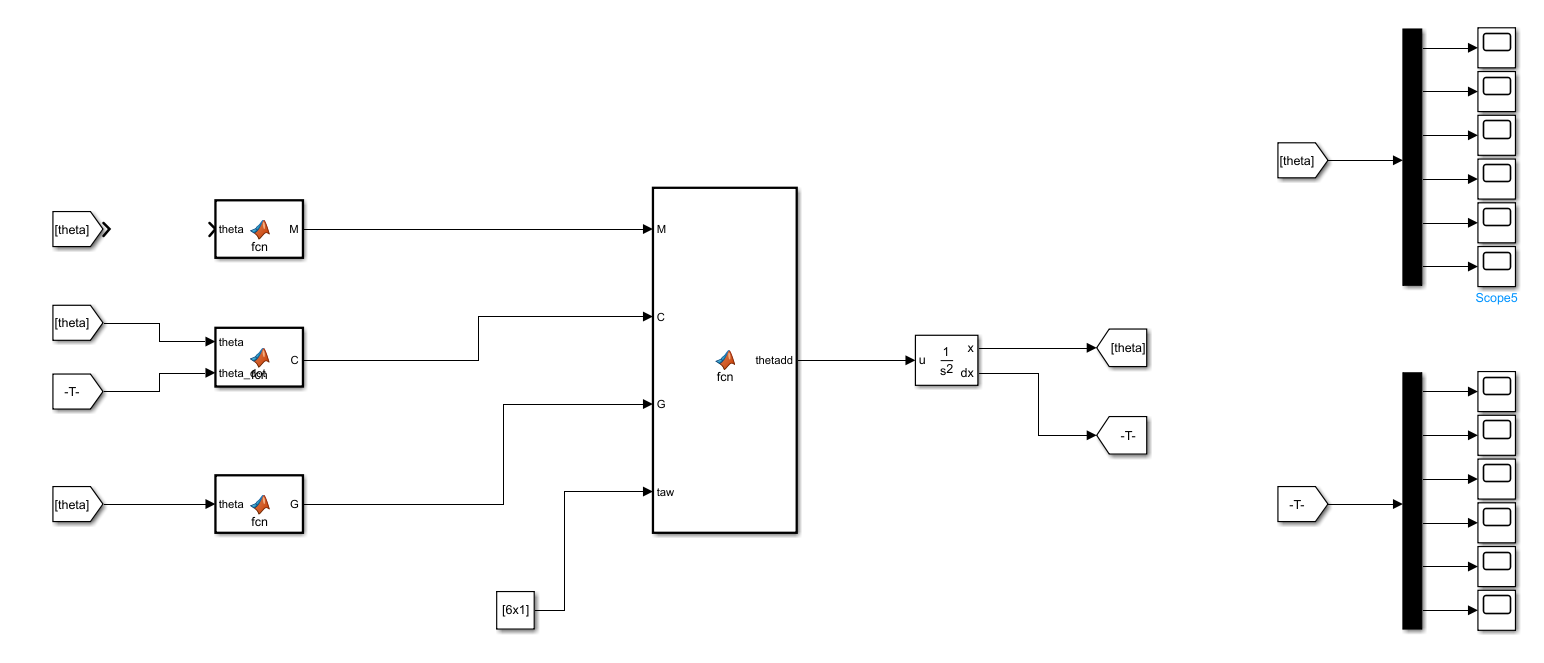 [theta]
theta
fcn
M
[theta]
-T-
theta
theta_dot
fcn
C
[theta]
theta
fcn
G
[6x1]
M
C
G
taw
fcn
thetadd
u
1
s2
x
dx
[theta]
-T-
[theta]
Scope5
-T-